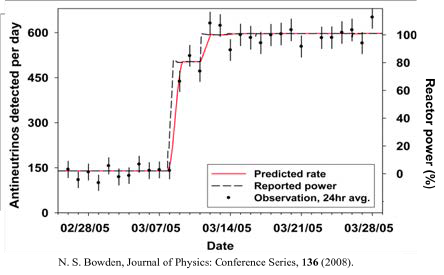 600
450
300
150
0
Antineutrinos detected per day
100
80
60
40
20
0
Reactor power (%)
Predicted rate
Reported power
Observation, 24hr avg.
02/28/05 03/07/05 03/14/05 03/21/05 03/28/05
Date
N. S. Bowden, Journal of Physics: Conference Series, 136 (2008).